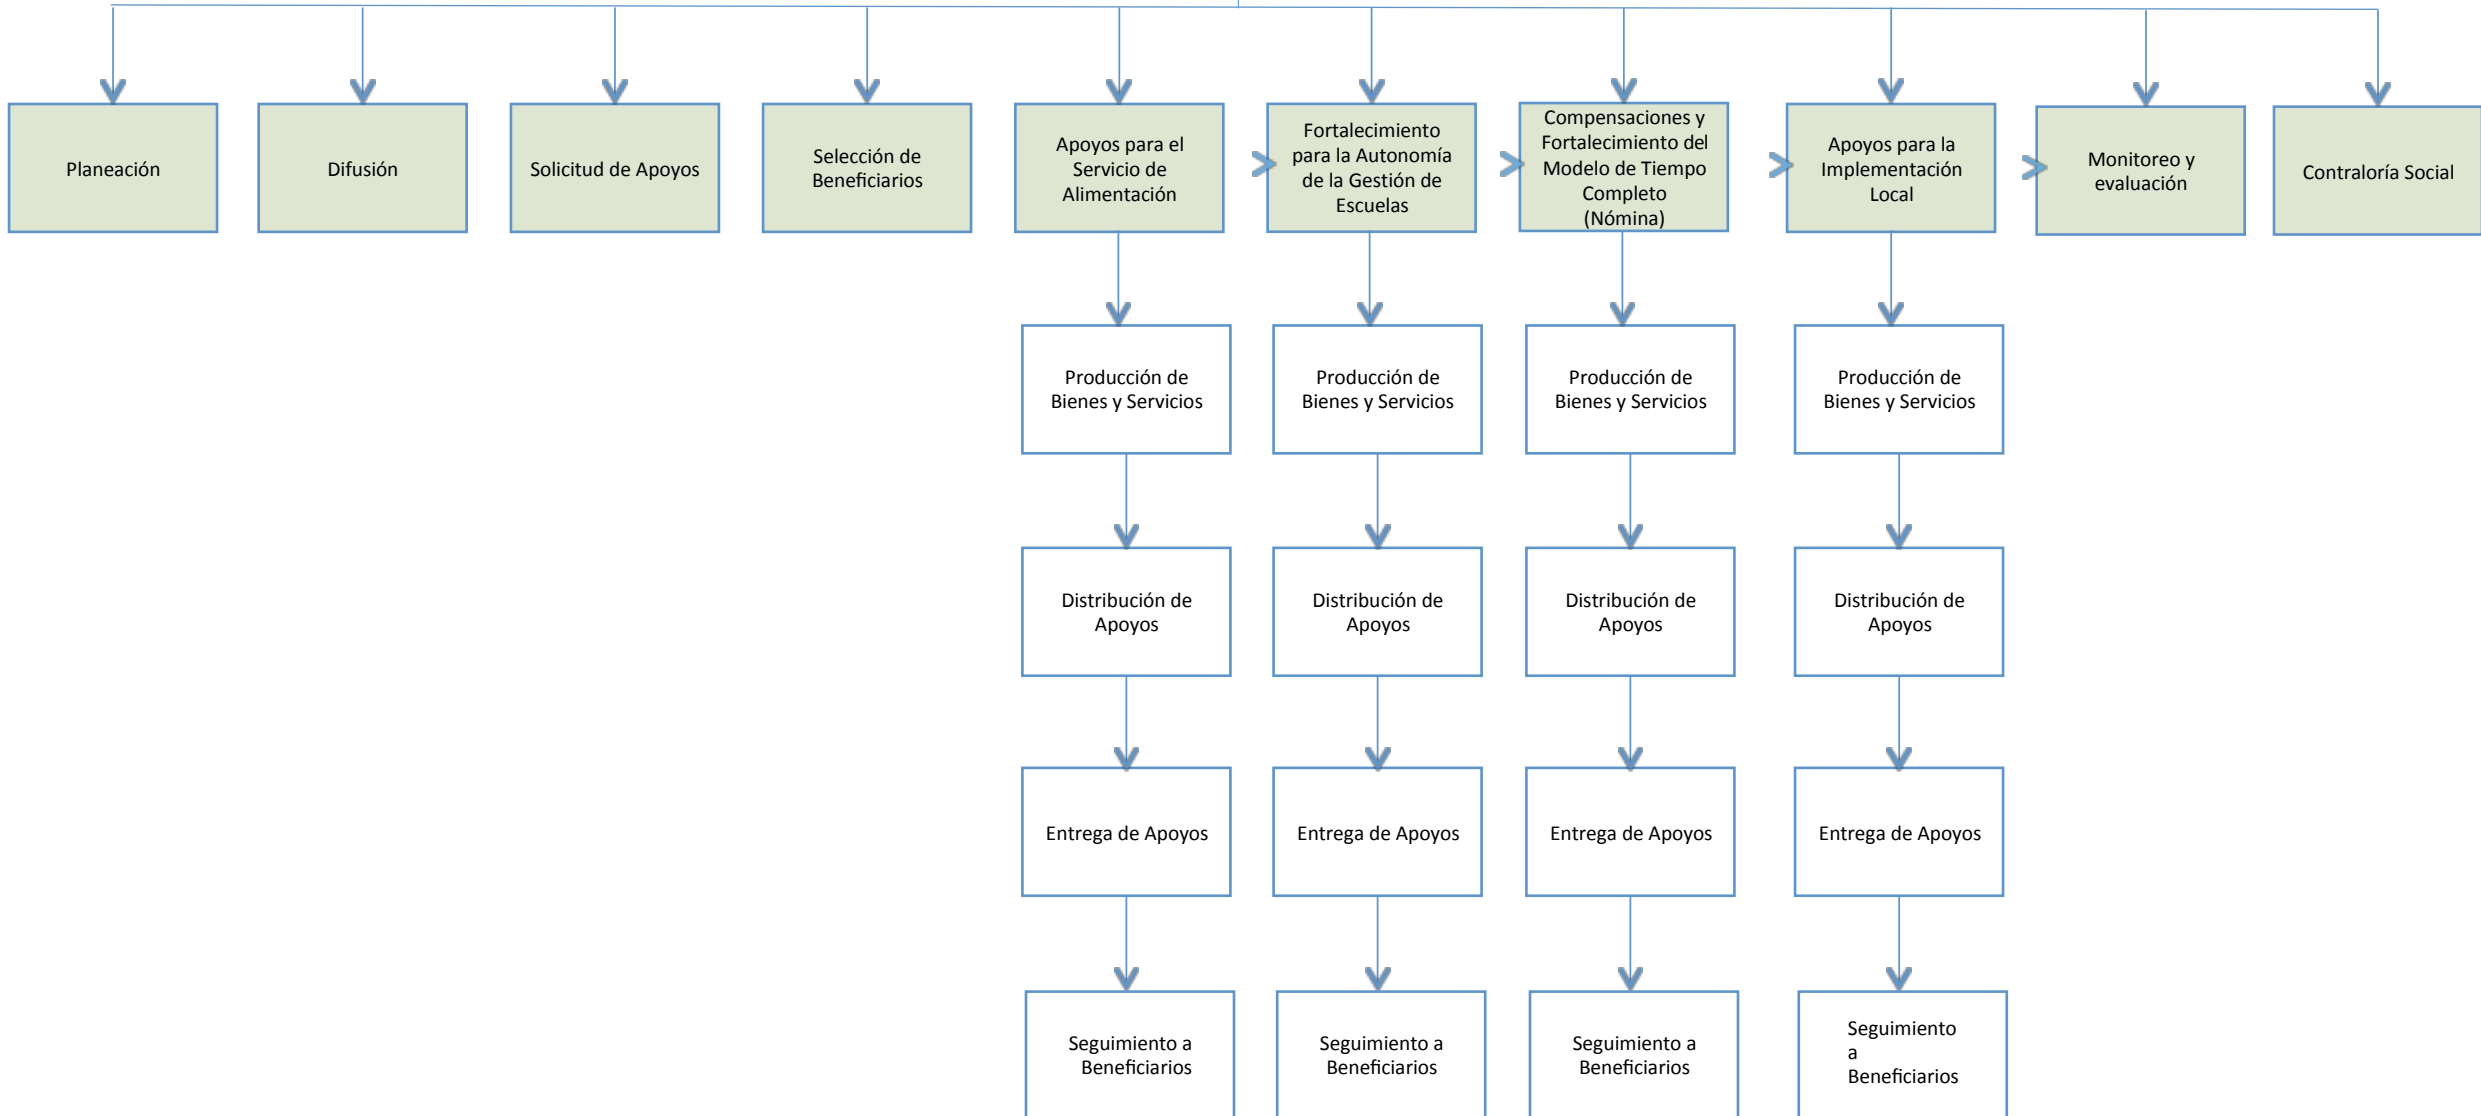 Planeación
Difusión
Solicitud de Apoyos
Selección de
Beneficiarios
Apoyos para el
Servicio de
Alimentación
Fortalecimiento
para la Autonomía
de la Gestión de
Escuelas
Compensaciones y
Fortalecimiento del
Modelo de Tiempo
Completo
(Nómina)
Apoyos para la
Implementación
Local
Monitoreo y
evaluación
Contraloría Social
Producción de
Bienes y Servicios
Producción de
Bienes y Servicios
Producción de
Bienes y Servicios
Producción de
Bienes y Servicios
Distribución de
Apoyos
Distribución de
Apoyos
Distribución de
Apoyos
Distribución de
Apoyos
Entrega de Apoyos
Entrega de Apoyos
Entrega de Apoyos
Entrega de Apoyos
Seguimiento a
Beneficiarios
Seguimiento a
Beneficiarios
Seguimiento a
Beneficiarios
Seguimiento
a
Beneficiarios